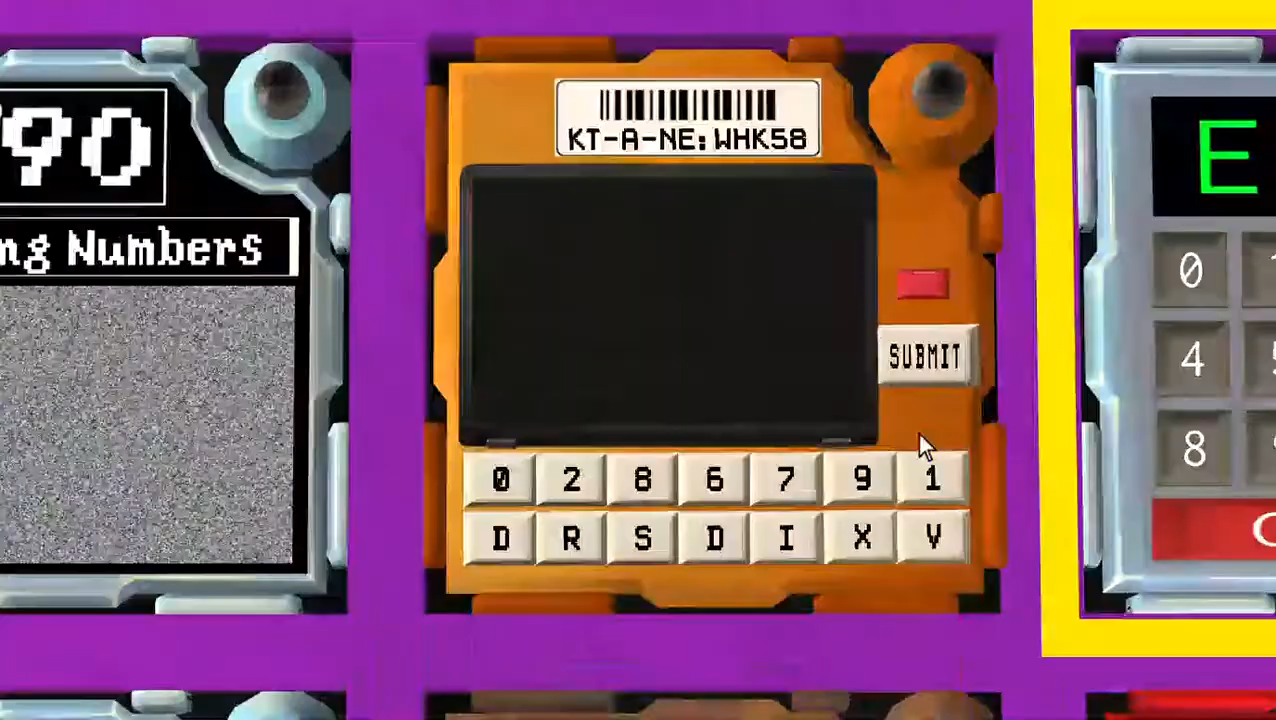 90
ng Numbers
KT-A-NE:WHK58
SUBMIT
0 2 8 6 7 9 1
D R S D I X V
E
0
4
8